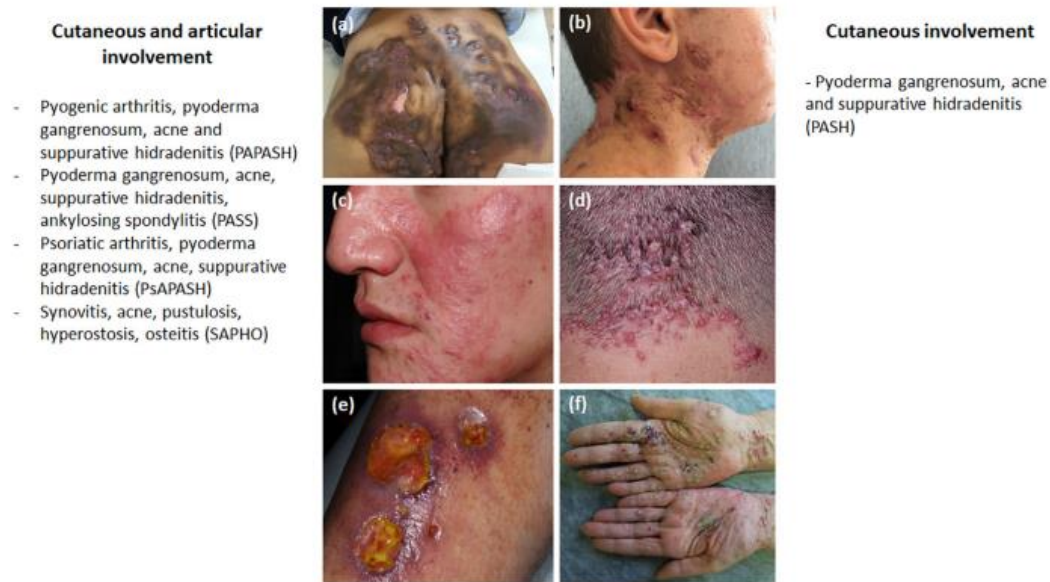 Cutaneous and articular
involvement
- Pyogenic arthritis, pyoderma
gangrenosum, acne and
suppurative hidradenitis (PAPASH)
- Pyoderma gangrenosum, acne,
suppurative hidradenitis,
ankylosing spondylitis (PASS)
- Psoriatic arthritis, pyoderma
gangrenosum, acne, suppurative
hidradenitis (PsAPASH)
- Synovitis, acne, pustulosis,
hyperostosis, osteitis (SAPHO)
(a)
(b)
(c)
(d)
(e)
(f)
Cutaneous involvement
- Pyoderma gangrenosum, acne
and suppurative hidradenitis
(PASH)